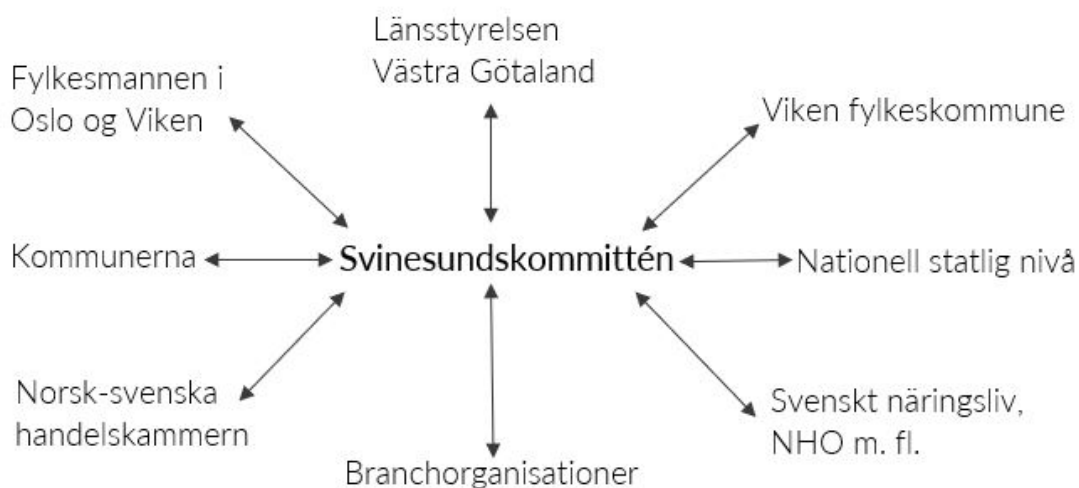 Länsstyrelsen
Västra Götaland
Fylkesmannen i
Oslo og Viken
Viken fylkeskommune
Kommunerna
Svinesundskommittén
Nationell statlig nivå
Norsk-svenska
handelskammern
Svenskt näringsliv,
NHO m. fl.
Branchorganisationer